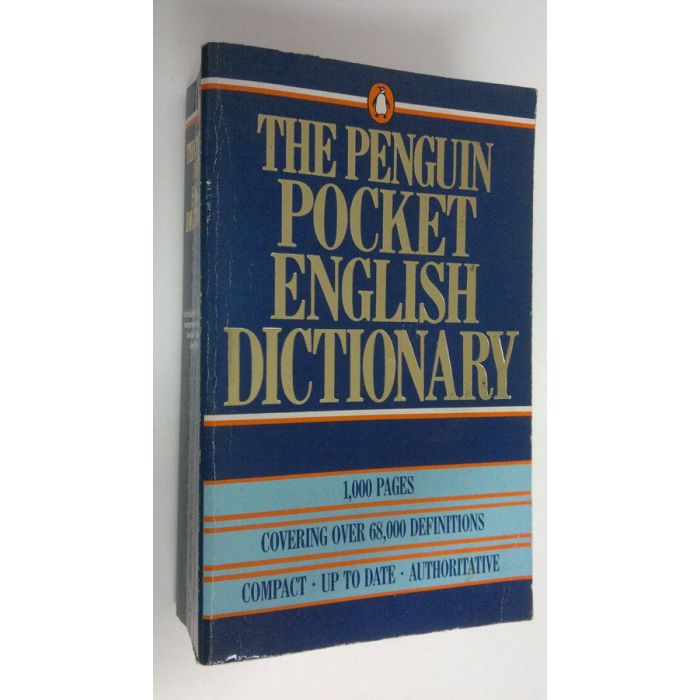 THE PENGUIN
POCKET
ENGLISH
DICTIONARY
1,000 PAGES
COVERING OVER 68,000 DEFINITIONS
COMPACT · UP TO DATE · AUTHORITATIVE